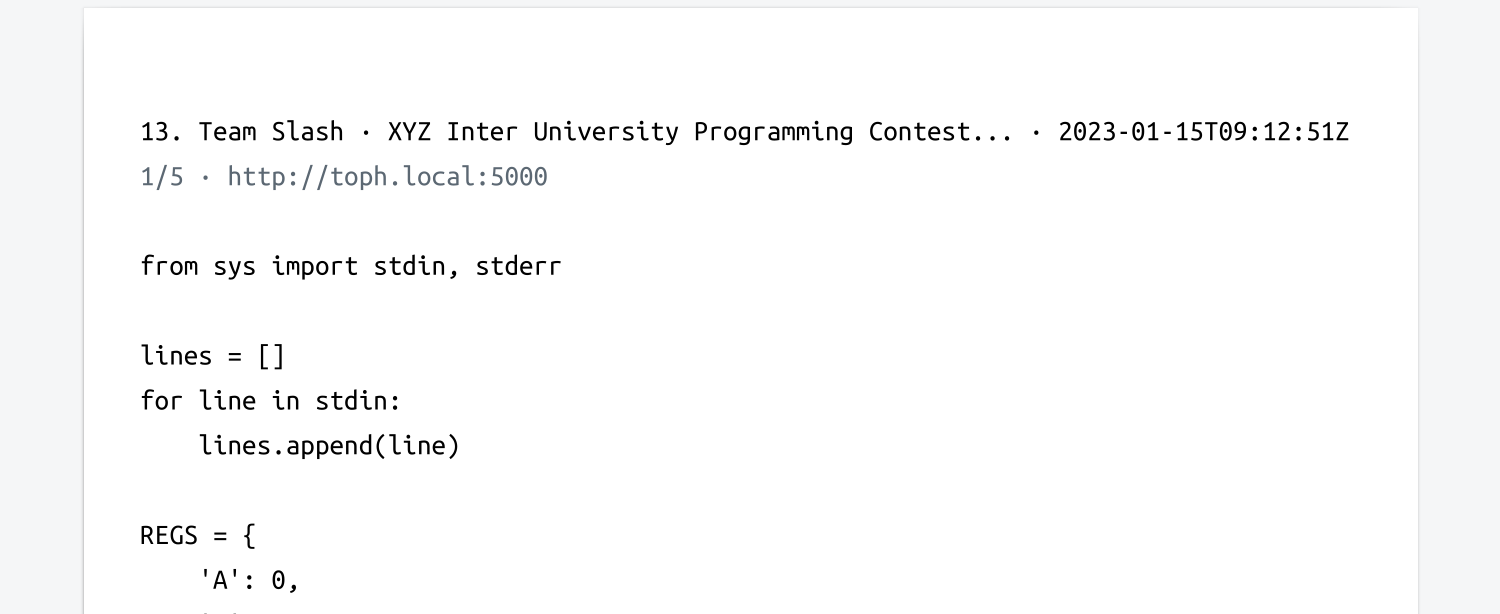 13. Team Slash · XYZ Inter University Programming Contest... · 2023-01-15T09:12:51Z
1/5 · http://toph.local:5000
from sys import stdin, stderr
lines = []
for line in stdin:
    lines.append(line)
REGS = {
    'A': 0,